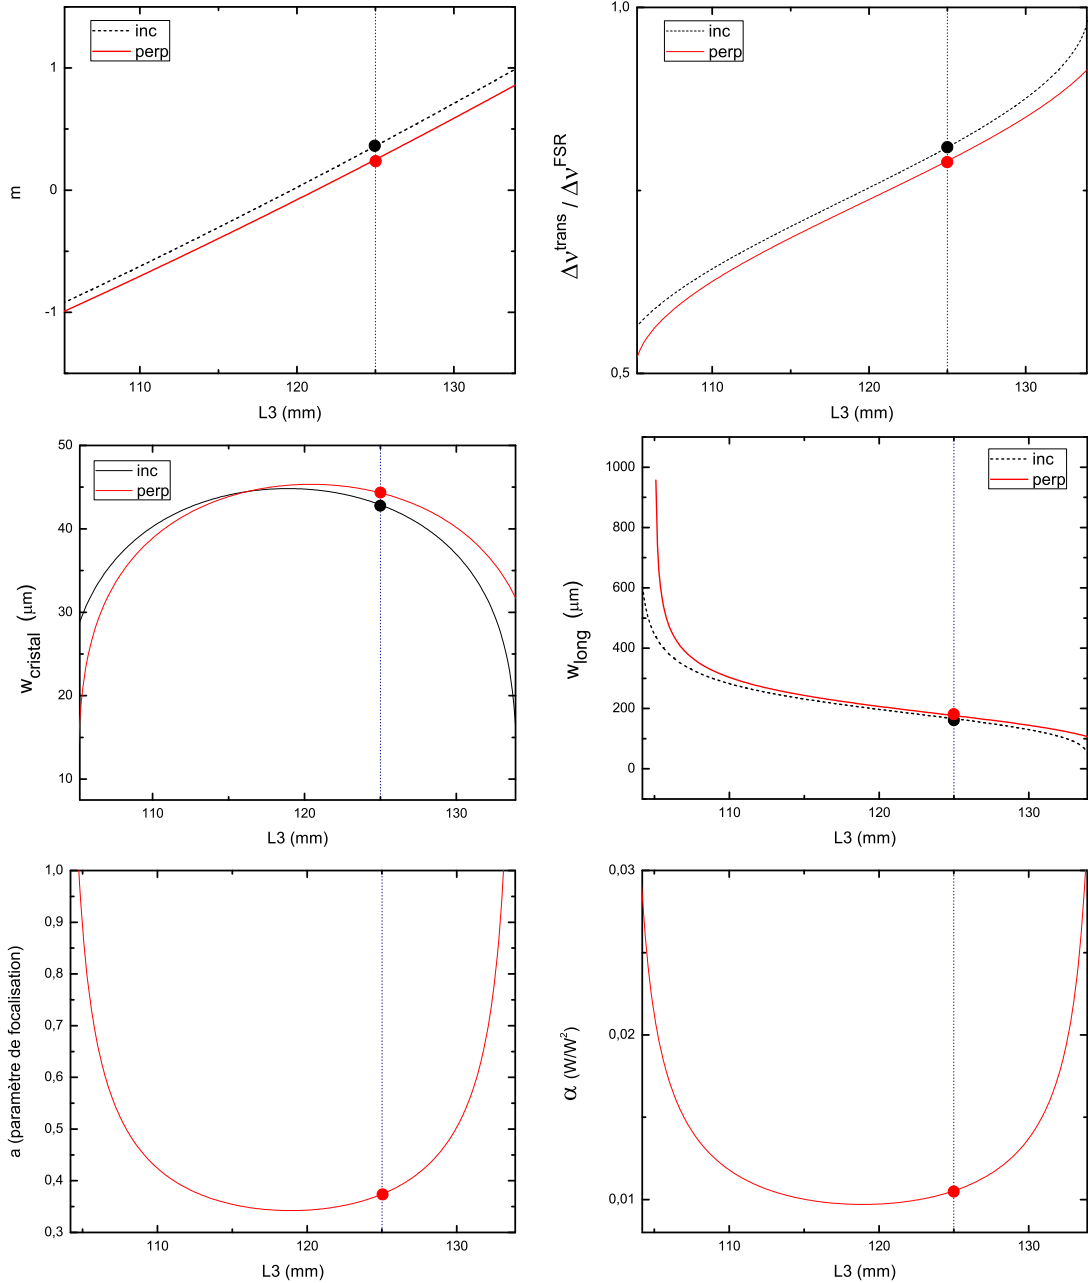 inc
perp
1
0
-1
m
110
120
130
L3 (mm)
inc
perp
1,0
0,5
Δν^trans / Δν^FSR
110
120
130
L3 (mm)
inc
perp
50
40
30
20
10
w_cristal (μm)
110
120
130
L3 (mm)
inc
perp
1000
800
600
400
200
0
w_long (μm)
110
120
130
L3 (mm)
1,0
0,9
0,8
0,7
0,6
0,5
0,4
0,3
a (paramètre de focalisation)
110
120
130
L3 (mm)
0,03
0,02
0,01
α (W/W²)
110
120
130
L3 (mm)